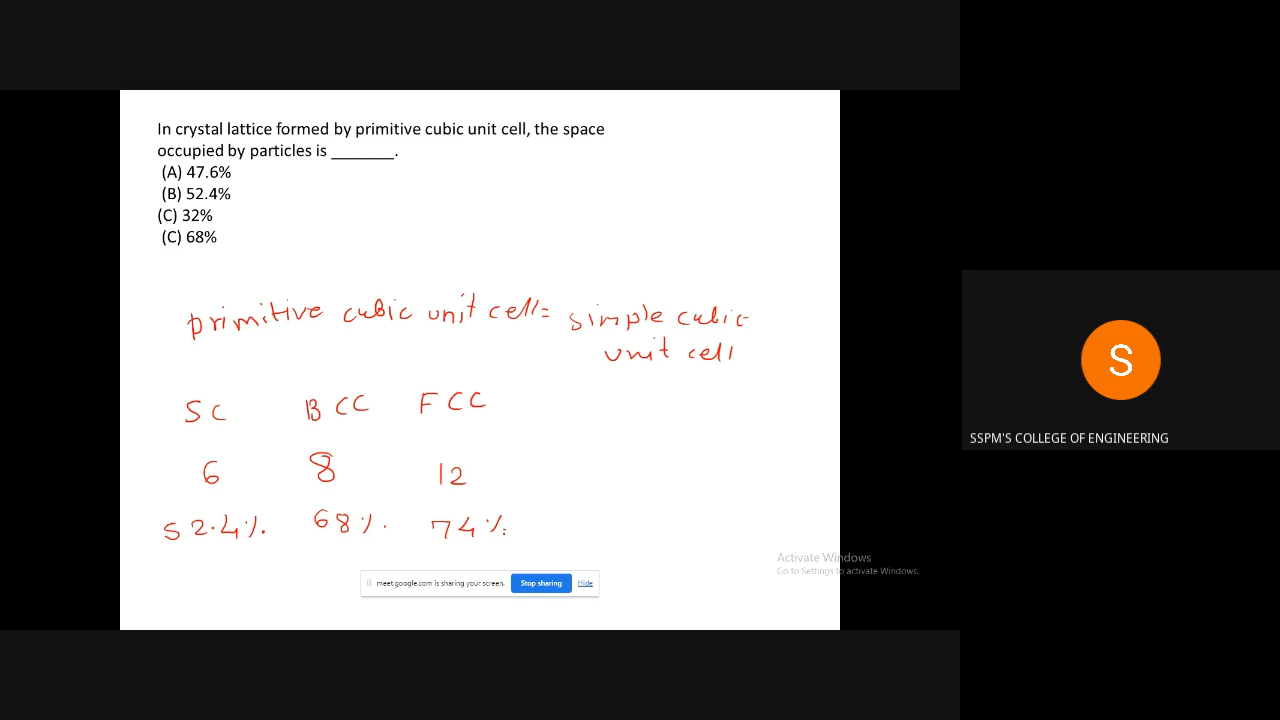 In crystal lattice formed by primitive cubic unit cell, the space
occupied by particles is _______.
(A) 47.6%
(B) 52.4%
(C) 32%
(C) 68%
primitive cubic unit cell = simple cubic
unit cell
SC BCC FCC
6 8 12
52.4% 68% 74%
S
SSPM'S COLLEGE OF ENGINEERING
Activate Windows
Go to Settings to activate Windows.
meet.google.com is sharing your screen. Stop sharing Hide